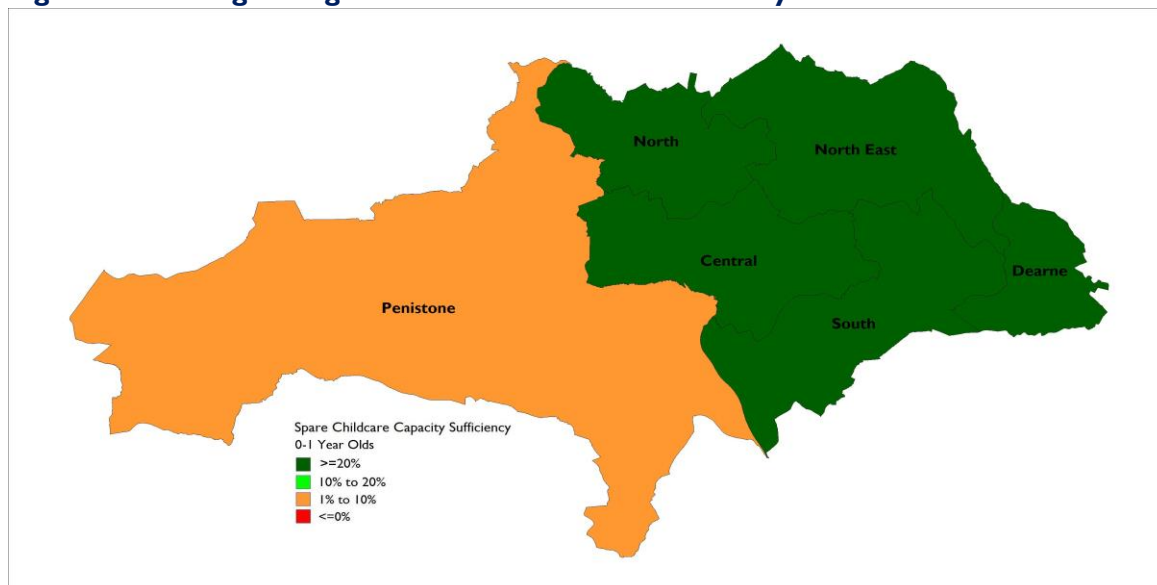 North
North East
Central
Dearne
Penistone
South
Spare Childcare Capacity Sufficiency
0-1 Year Olds
>=20%
10% to 20%
1% to 10%
<=0%